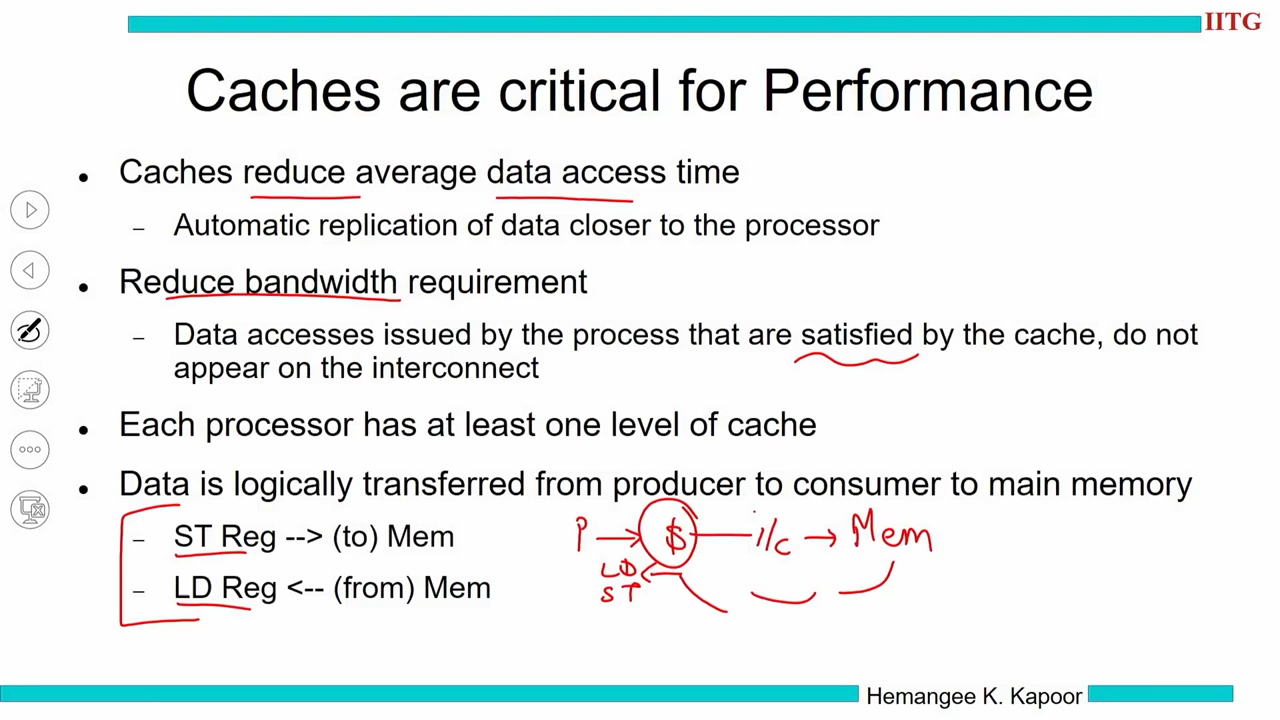 IITG
Caches are critical for Performance
• Caches reduce average data access time
– Automatic replication of data closer to the processor
• Reduce bandwidth requirement
– Data accesses issued by the process that are satisfied by the cache, do not
appear on the interconnect
• Each processor has at least one level of cache
• Data is logically transferred from producer to consumer to main memory
– ST Reg --> (to) Mem
P → $ — I/C → Mem
LD
ST
– LD Reg <-- (from) Mem
Hemangee K. Kapoor